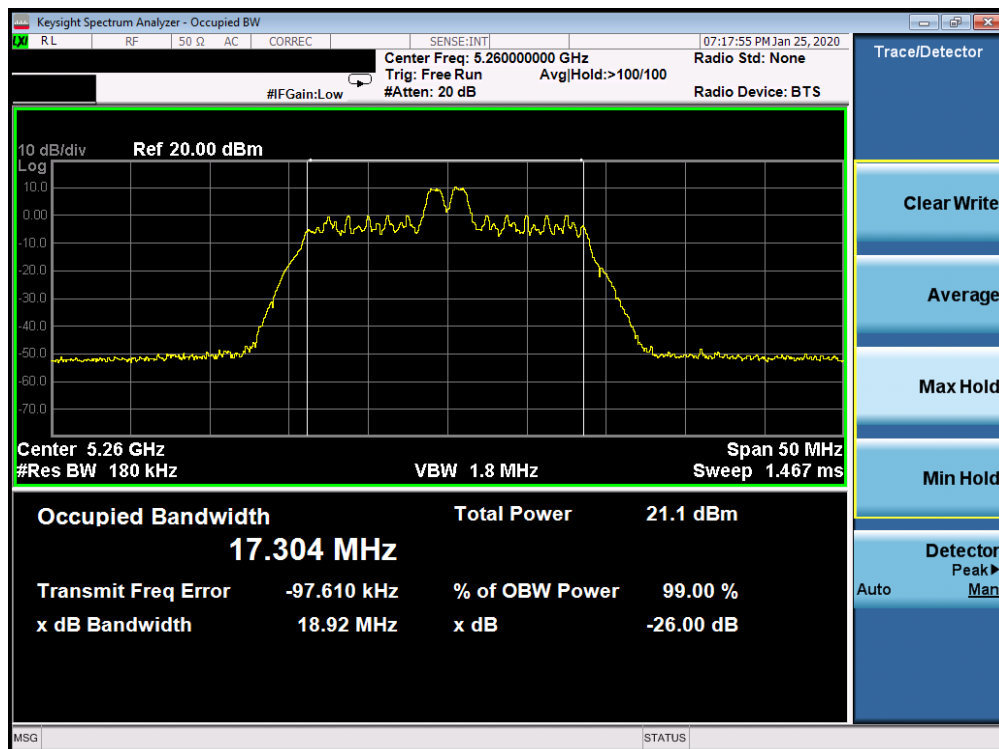 Keysight Spectrum Analyzer - Occupied BW
LXI RL RF 50 Ω AC CORREC SENSE:INT 07:17:55 PM Jan 25, 2020
Center Freq: 5.260000000 GHz Radio Std: None
Trig: Free Run Avg|Hold:>100/100
#IFGain:Low #Atten: 20 dB Radio Device: BTS
10 dB/div Ref 20.00 dBm
Log
10.0
0.00
-10.0
-20.0
-30.0
-40.0
-50.0
-60.0
-70.0
Center 5.26 GHz Span 50 MHz
#Res BW 180 kHz VBW 1.8 MHz Sweep 1.467 ms
Occupied Bandwidth Total Power 21.1 dBm
17.304 MHz
Transmit Freq Error -97.610 kHz % of OBW Power 99.00 %
x dB Bandwidth 18.92 MHz x dB -26.00 dB
MSG STATUS
Trace/Detector
Clear Write
Average
Max Hold
Min Hold
Detector
Peak▶
Auto Man